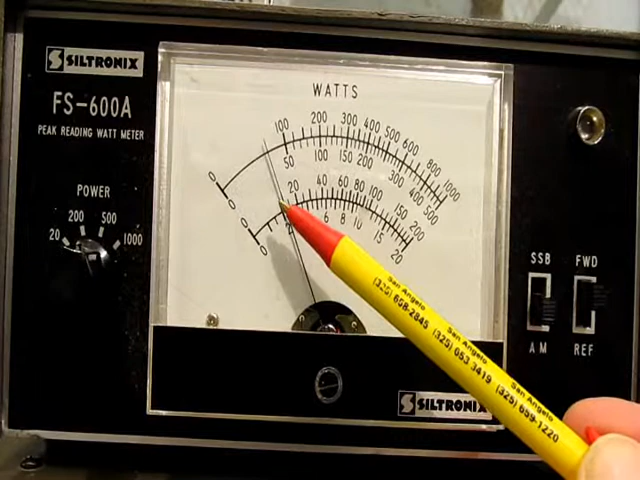 SILTRONIX
FS-600A
PEAK READING WATT METER
POWER
20 200 500 1000
WATTS
0 100 200 300 400 500 600 800 1000
0 50 100 150 200 300 400 500
0 20 40 60 80 100 150 200
0 2 6 8 10 15 20
SSB FWD
AM REF
SILTRONIX
San Angelo
(325) 658-2845
San Angelo
(325) 053 3419
San Angelo
(325) 659-1220